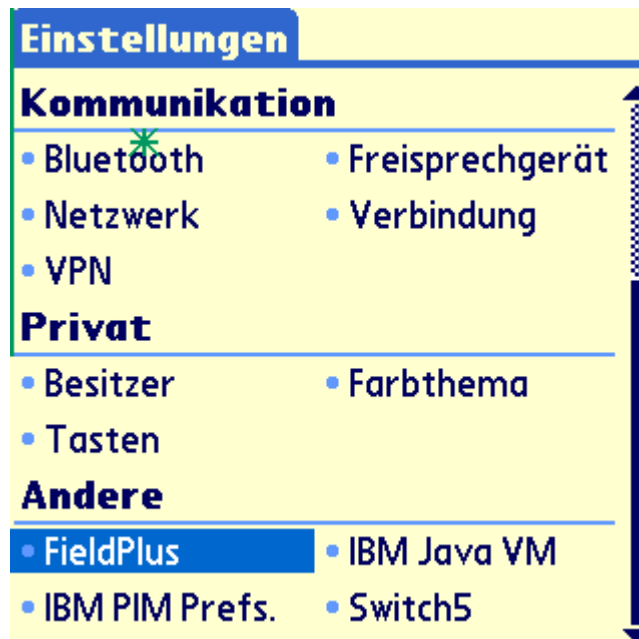 Einstellungen
Kommunikation
Bluetooth Freisprechgerät
Netzwerk Verbindung
VPN
Privat
Besitzer Farbthema
Tasten
Andere
FieldPlus IBM Java VM
IBM PIM Prefs. Switch5